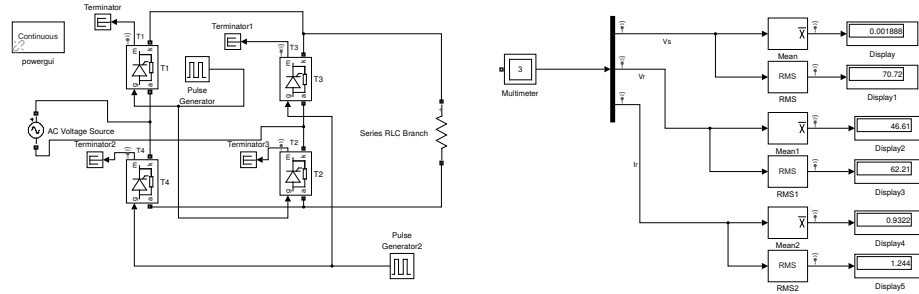 Continuous
powergui
Terminator
T1
E
k
g
a
T1
Terminator1
T3
E
k
g
a
T3
Pulse
Generator
AC Voltage Source
+
Series RLC Branch
Terminator2
T4
E
k
g
a
T4
Terminator3
T2
E
k
g
a
T2
Pulse
Generator2
3
Multimeter
Vs
Vr
Ir
X
Mean
0.001888
Display
RMS
RMS
70.72
Display1
X
Mean1
46.61
Display2
RMS
RMS1
62.21
Display3
X
Mean2
0.9322
Display4
RMS
RMS2
1.244
Display5